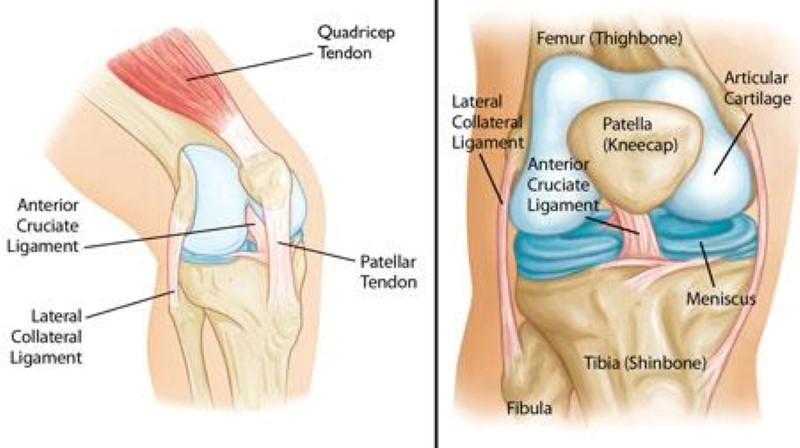 Quadricep
Tendon
Anterior
Cruciate
Ligament
Patellar
Tendon
Lateral
Collateral
Ligament
Femur (Thighbone)
Articular
Cartilage
Lateral
Collateral
Ligament
Patella
(Kneecap)
Anterior
Cruciate
Ligament
Meniscus
Tibia (Shinbone)
Fibula